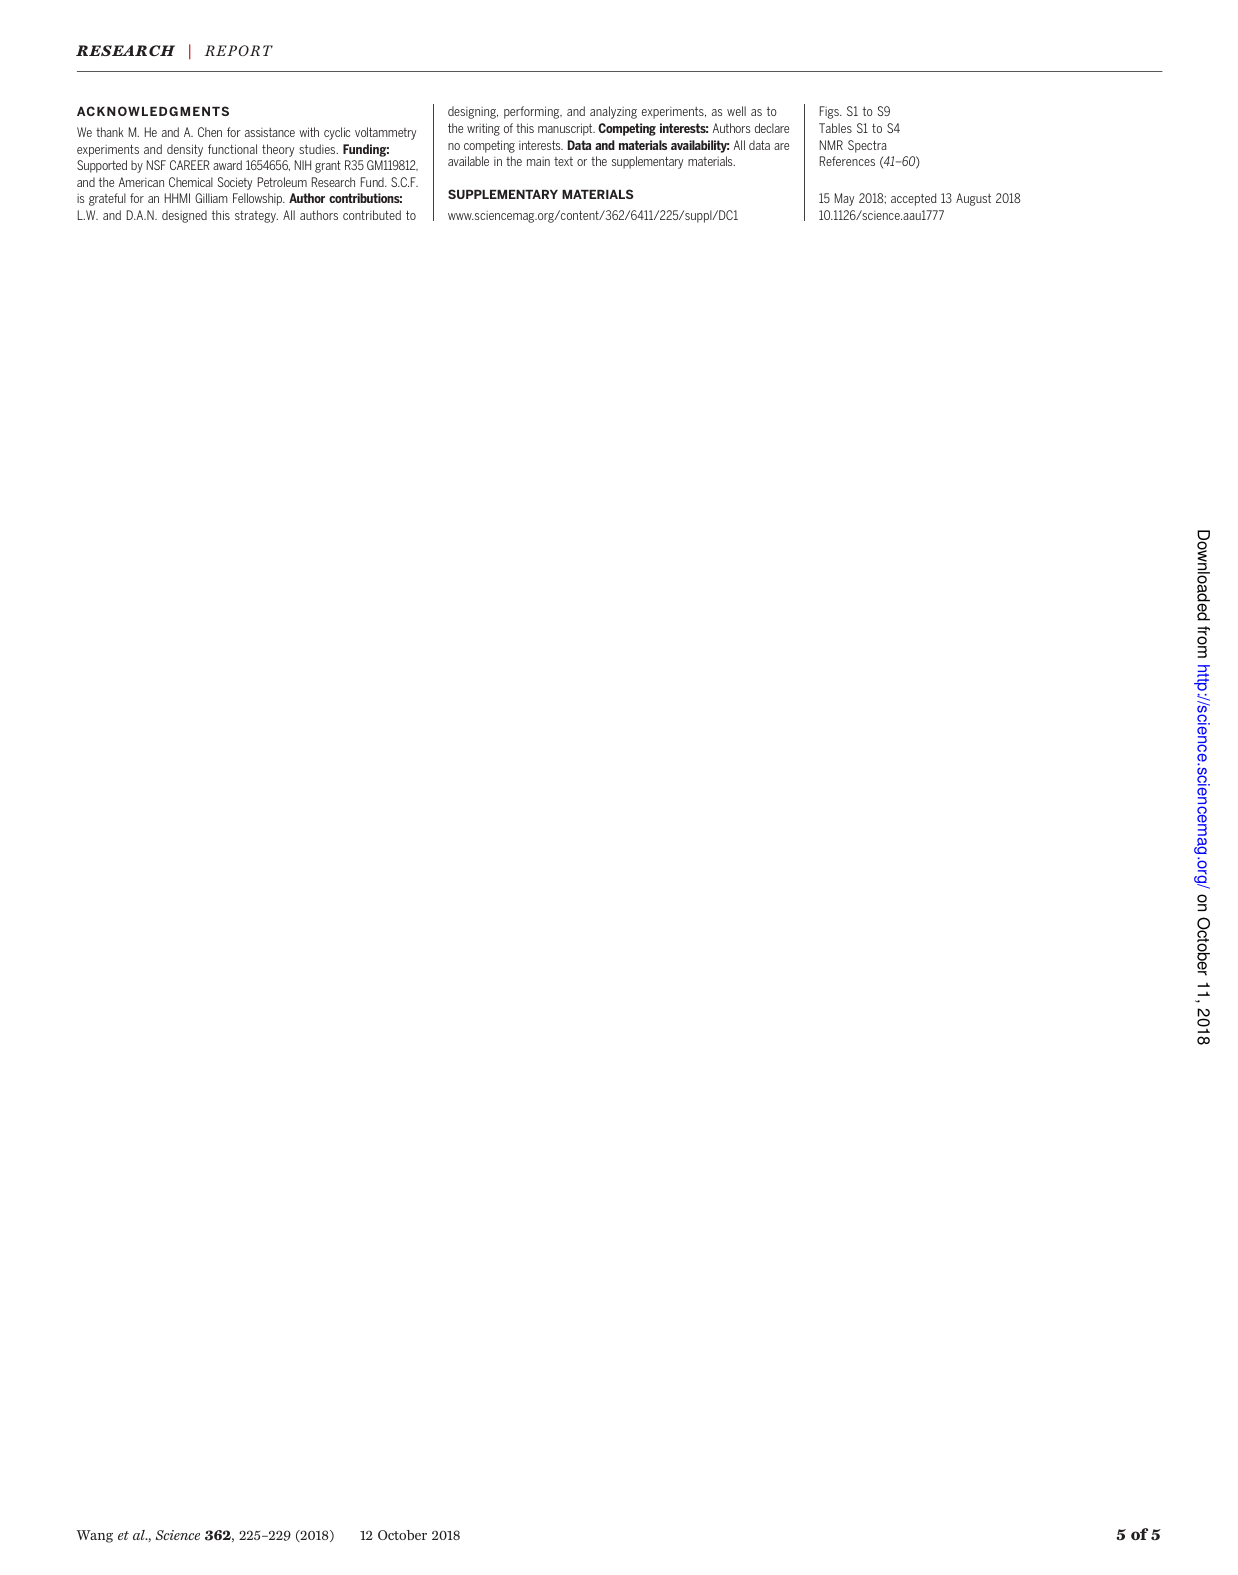 RESEARCH | REPORT
ACKNOWLEDGMENTS
We thank M. He and A. Chen for assistance with cyclic voltammetry
experiments and density functional theory studies. Funding:
Supported by NSF CAREER award 1654656, NIH grant R35 GM119812,
and the American Chemical Society Petroleum Research Fund. S.C.F.
is grateful for an HHMI Gilliam Fellowship. Author contributions:
L.W. and D.A.N. designed this strategy. All authors contributed to
designing, performing, and analyzing experiments, as well as to
the writing of this manuscript. Competing interests: Authors declare
no competing interests. Data and materials availability: All data are
available in the main text or the supplementary materials.
SUPPLEMENTARY MATERIALS
www.sciencemag.org/content/362/6411/225/suppl/DC1
Figs. S1 to S9
Tables S1 to S4
NMR Spectra
References (41–60)
15 May 2018; accepted 13 August 2018
10.1126/science.aau1777
Downloaded from http://science.sciencemag.org/ on October 11, 2018
Wang et al., Science 362, 225–229 (2018) 12 October 2018
5 of 5